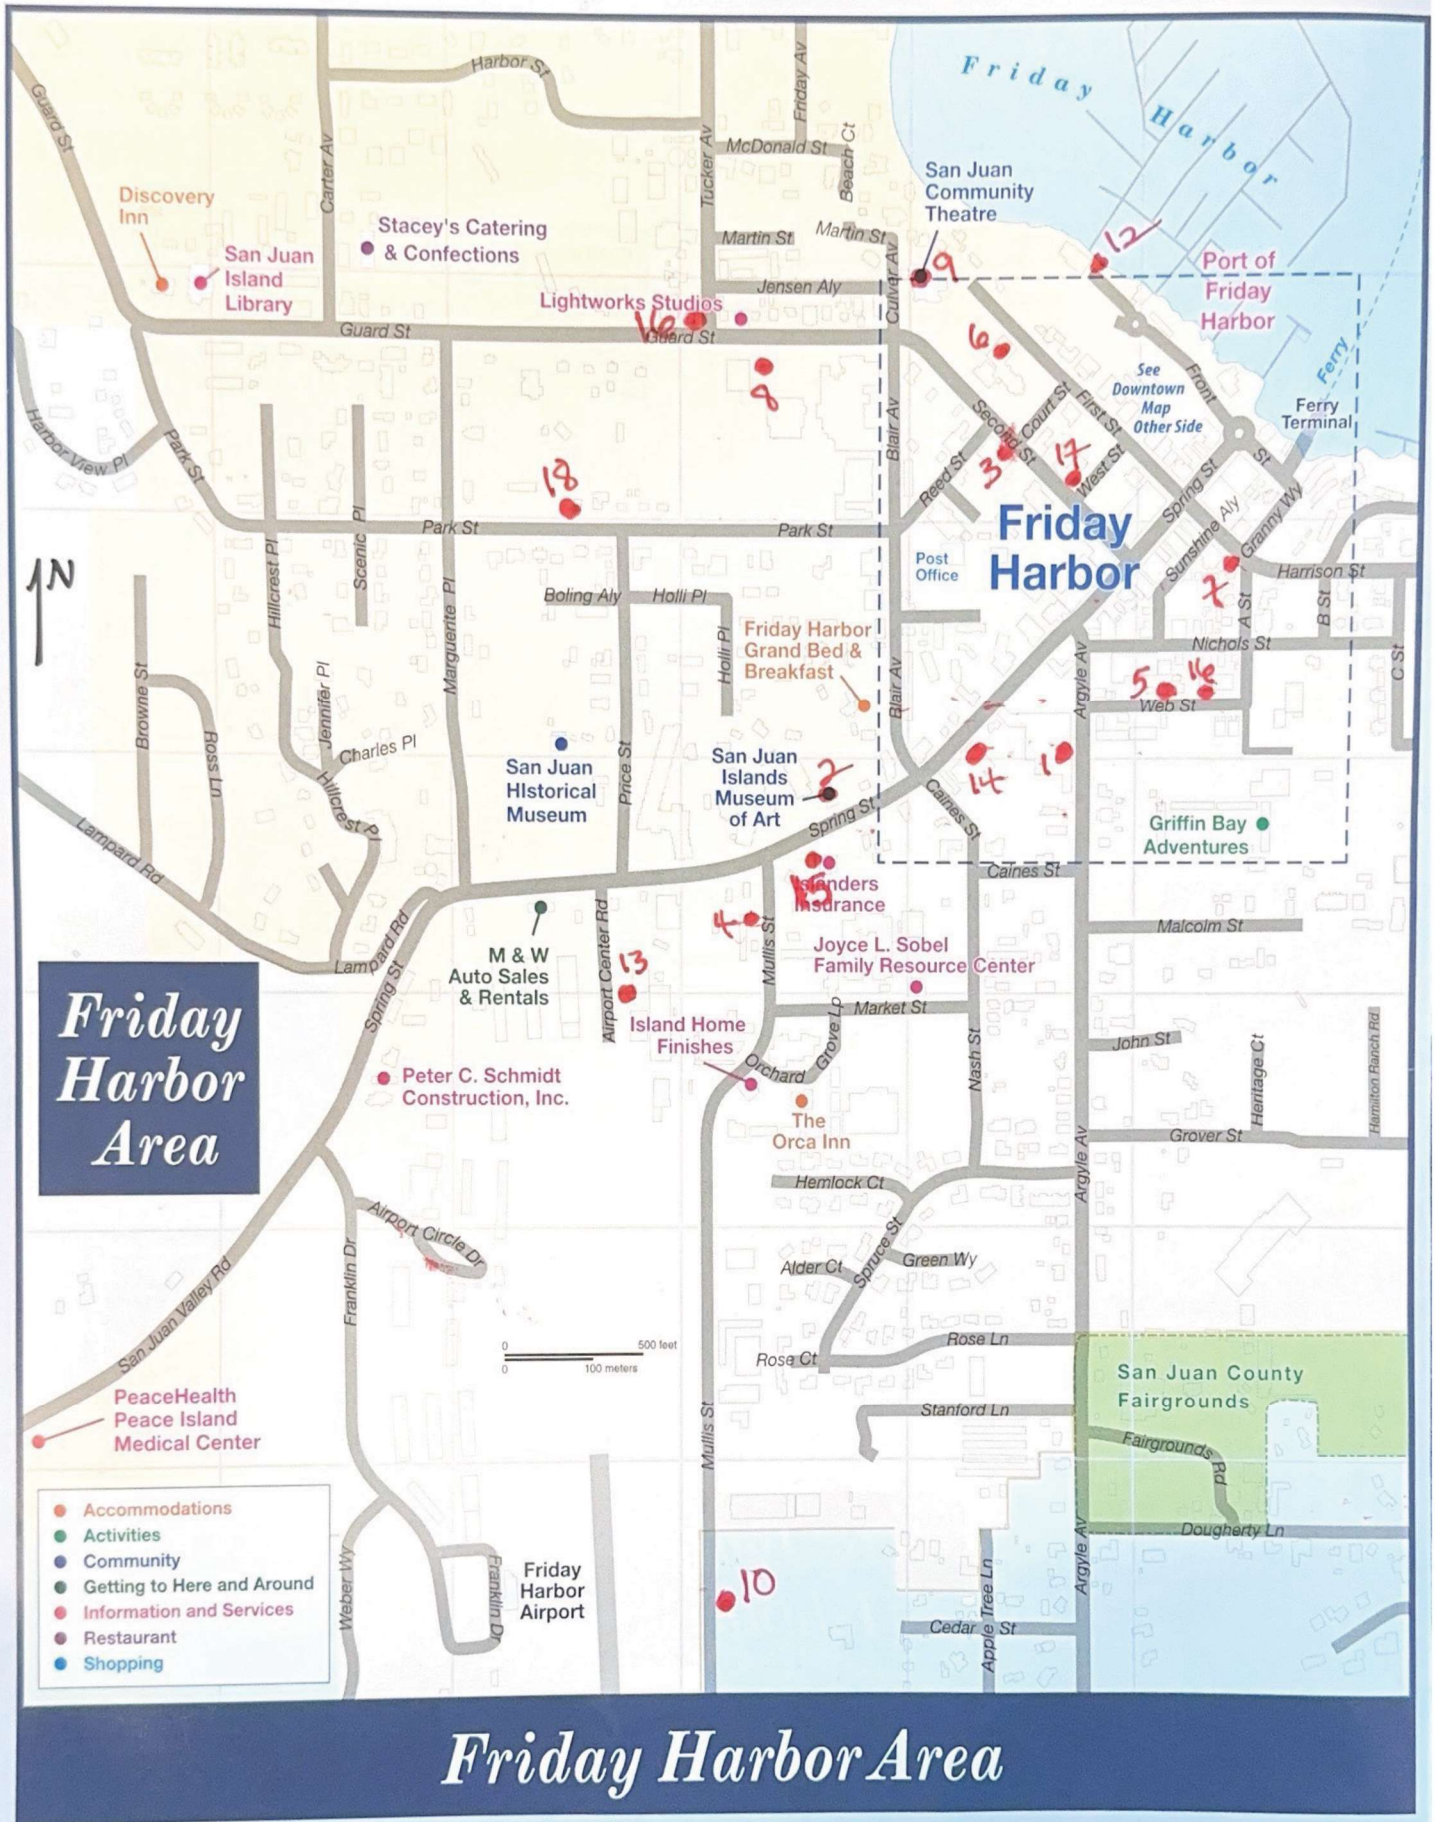 Friday Harbor
Harbor St
Guard St
Carter Av
Tucker Av
Friday Av
McDonald St
Beach Ct
San Juan
Community
Theatre
Discovery
Inn
Stacey's Catering
& Confections
San Juan
Island
Library
Martin St
Martin St
Culver Av
9
12
Port of
Friday
Harbor
Jensen Aly
Lightworks Studios
16
Guard St
Guard St
8
6
See
Downtown
Map
Other Side
Front St
Ferry
Ferry
Terminal
Harbor View Pl
Park St
Blair Av
Second St
Court St
First St
3
17
West St
Reed St
Spring St
Sunshine Aly
Granny Wy
18
Park St
Park St
Friday
Harbor
Post
Office
Harrison St
7
N
Hillcrest Pl
Scenic Pl
Marguerite Pl
Boling Aly
Holli Pl
Holli Pl
A St
B St
C St
Friday Harbor
Grand Bed &
Breakfast
Nichols St
Blair Av
Argyle Av
5
16
Web St
Browne St
Ross Ln
Jennifer Pl
Charles Pl
Hillcrest Pl
San Juan
HIstorical
Museum
Price St
San Juan
Islands
Museum
of Art
2
14
1
Spring St
Caines St
Griffin Bay
Adventures
Lampard Rd
Caines St
Islanders
Insurance
15
4
Mullis St
Malcolm St
Lampard Rd
Spring St
M & W
Auto Sales
& Rentals
Airport Center Rd
13
Joyce L. Sobel
Family Resource Center
Market St
Friday
Harbor
Area
Island Home
Finishes
Orchard
Grove Lp
Nash St
John St
Heritage Ct
Hamilton Ranch Rd
Peter C. Schmidt
Construction, Inc.
The
Orca Inn
Argyle Av
Grover St
Hemlock Ct
Airport Circle Dr
Franklin Dr
Spruce St
Alder Ct
Green Wy
San Juan Valley Rd
0 500 feet
0 100 meters
Rose Ct
Rose Ln
San Juan County
Fairgrounds
PeaceHealth
Peace Island
Medical Center
Mullis St
Stanford Ln
Fairgrounds Rd
Dougherty Ln
Accommodations
Activities
Community
Getting to Here and Around
Information and Services
Restaurant
Shopping
Weber Wy
Franklin Dr
Friday
Harbor
Airport
10
Apple Tree Ln
Argyle Av
Cedar St
Friday Harbor Area